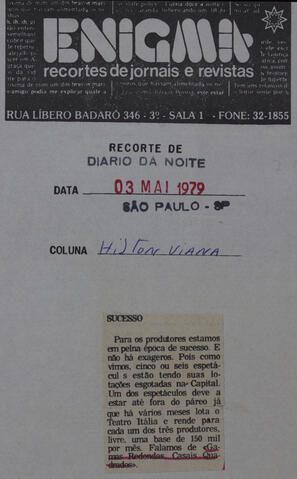 ENIGMA
recortes de jornais e revistas
RUA LÍBERO BADARÓ 346 - 3º - SALA 1 - FONE: 32-1855
RECORTE DE
DIARIO DA NOITE
DATA 03 MAI 1979
SÃO PAULO - SP
COLUNA Hilton Viana
SUCESSO
Para os produtores estamos
em pelna época de sucesso. E
não há exageros. Pois como
vimos, cinco ou seis espetá-
cul s estão tendo suas lo-
tações esgotadas na Capital.
Um dos espetáculos deve a
estar até fora do páreo já
que há vários meses lota o
Teatro Itália e rende para
cada um dos três produtores,
livre, uma base de 150 mil
por mês. Falamos de «Ga-
mas Redondas, Casais Qua-
drados».